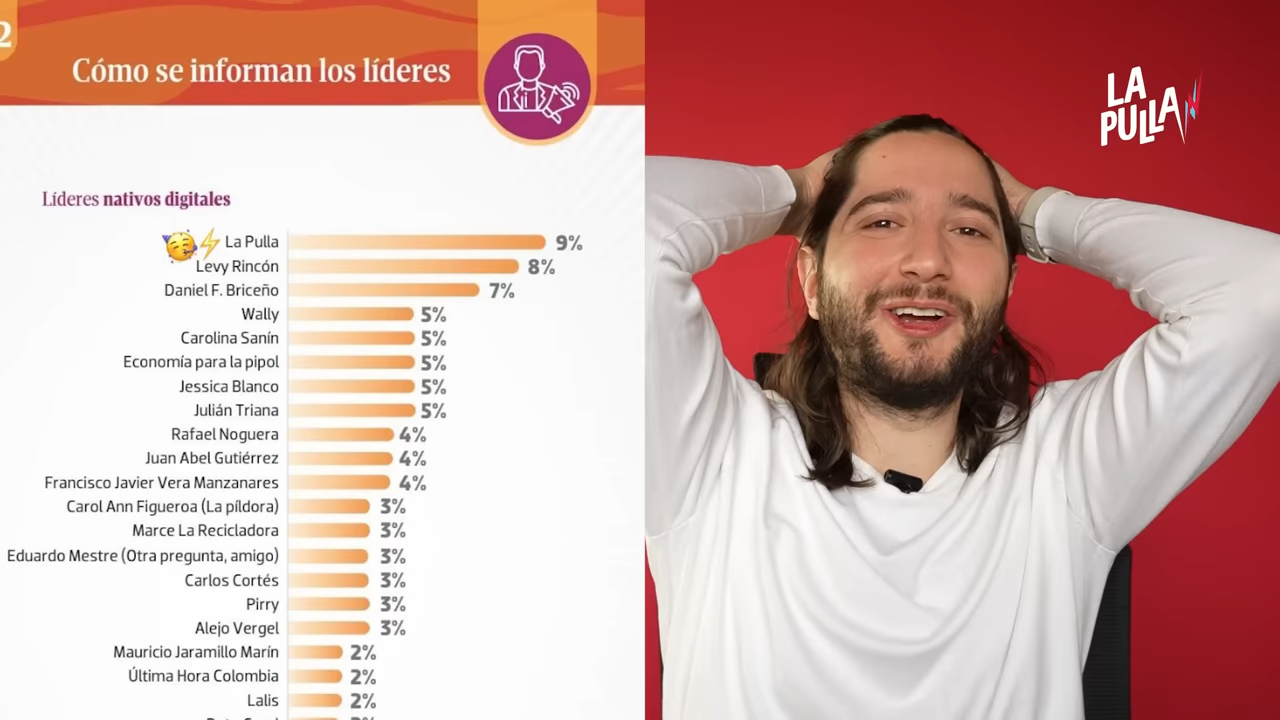 2
Cómo se informan los líderes
Líderes nativos digitales
La Pulla 9%
Levy Rincón 8%
Daniel F. Briceño 7%
Wally 5%
Carolina Sanín 5%
Economía para la pipol 5%
Jessica Blanco 5%
Julián Triana 5%
Rafael Noguera 4%
Juan Abel Gutiérrez 4%
Francisco Javier Vera Manzanares 4%
Carol Ann Figueroa (La píldora) 3%
Marce La Recicladora 3%
Eduardo Mestre (Otra pregunta, amigo) 3%
Carlos Cortés 3%
Pirry 3%
Alejo Vergel 3%
Mauricio Jaramillo Marín 2%
Última Hora Colombia 2%
Lalis 2%
LA
PULLA